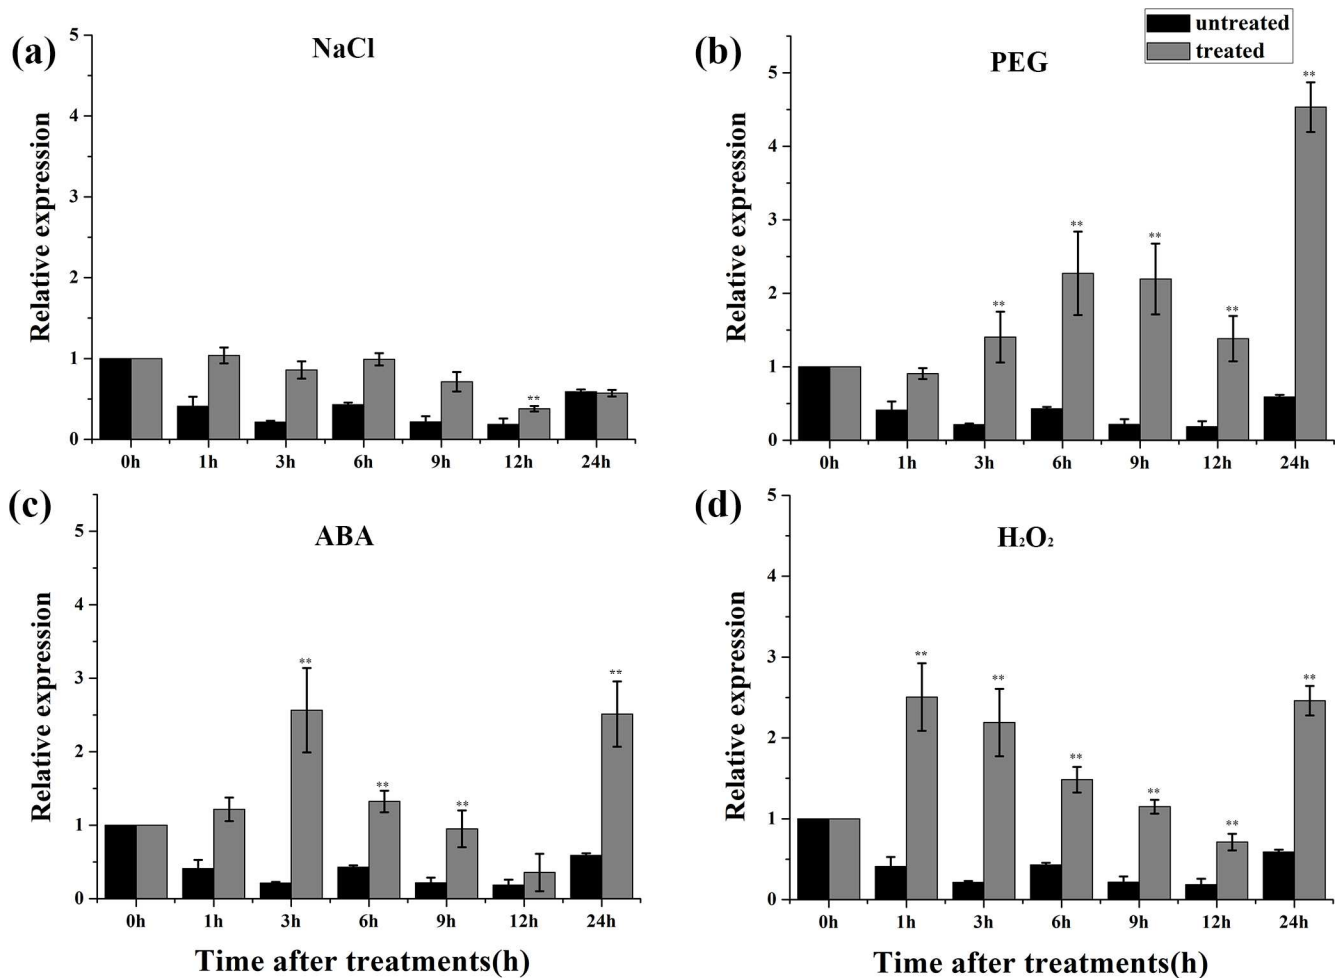 untreated
treated
(a)
NaCl
Relative expression
5
4
3
2
1
0
0h 1h 3h 6h 9h 12h 24h
**
(b)
PEG
Relative expression
5
4
3
2
1
0
0h 1h 3h 6h 9h 12h 24h
** ** ** ** **
(c)
ABA
Relative expression
5
4
3
2
1
0
0h 1h 3h 6h 9h 12h 24h
** ** ** **
Time after treatments(h)
(d)
H₂O₂
Relative expression
5
4
3
2
1
0
0h 1h 3h 6h 9h 12h 24h
** ** ** ** ** **
Time after treatments(h)